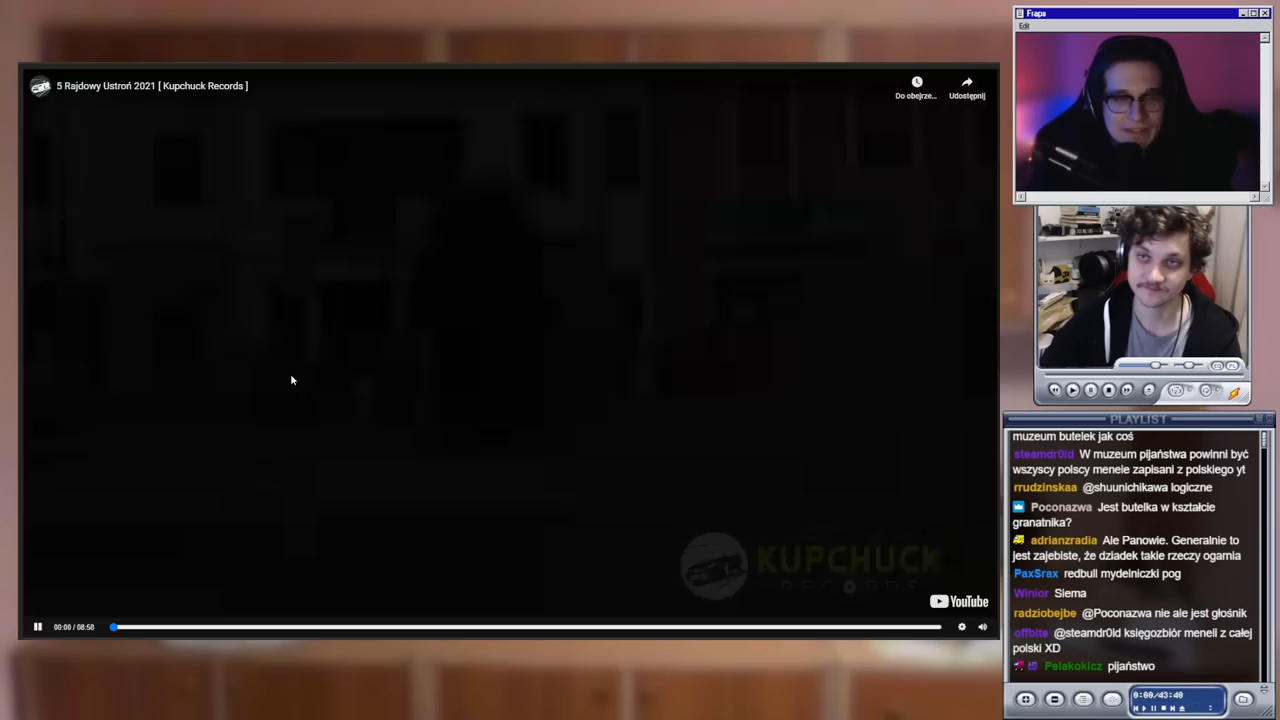 5 Rajdowy Ustroń 2021 [ Kupchuck Records ]
Do obejrze...
Udostępnij
KUPCHUCK
RECORDS
YouTube
00:00 / 08:58
Fraps
Edit
PLAYLIST
muzeum butelek jak coś
steamdr0id W muzeum pijaństwa powinni być
wszyscy polscy menele zapisani z polskiego yt
rrudzinskaa @shuunichikawa logiczne
Poconazwa Jest butelka w kształcie
granatnika?
adrianzradia Ale Panowie. Generalnie to
jest zajebiste, że dziadek takie rzeczy ogarnia
PaxSrax redbull mydelniczki pog
Winior Siema
radziobejbe @Poconazwa nie ale jest głośnik
offbite @steamdr0id księgozbiór meneli z całej
polski XD
Pelakokicz pijaństwo
0:00/43:40